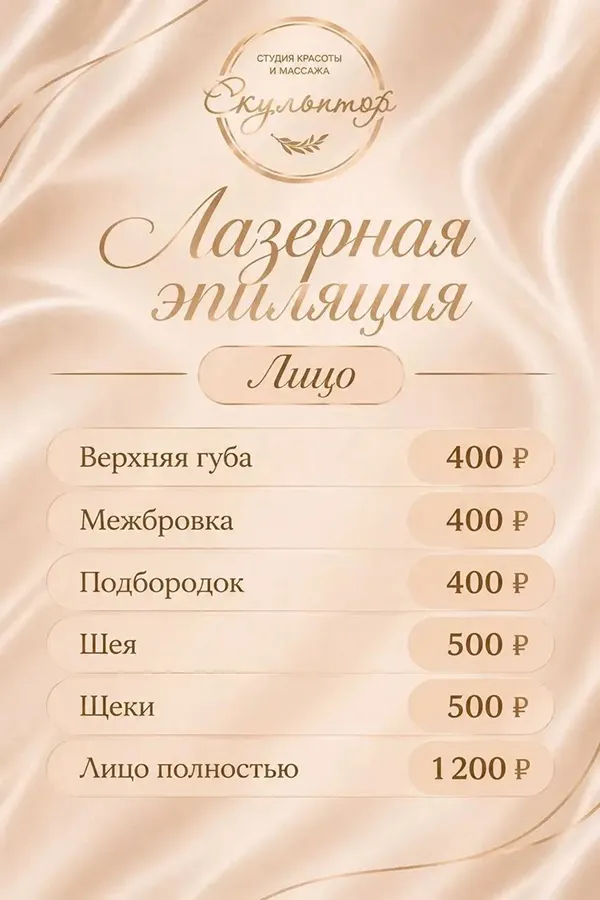 СТУДИЯ КРАСОТЫ
И МАССАЖА
Скульптор
Лазерная
эпиляция
Лицо
Верхняя губа 400 ₽
Межбровка 400 ₽
Подбородок 400 ₽
Шея 500 ₽
Щеки 500 ₽
Лицо полностью 1 200 ₽